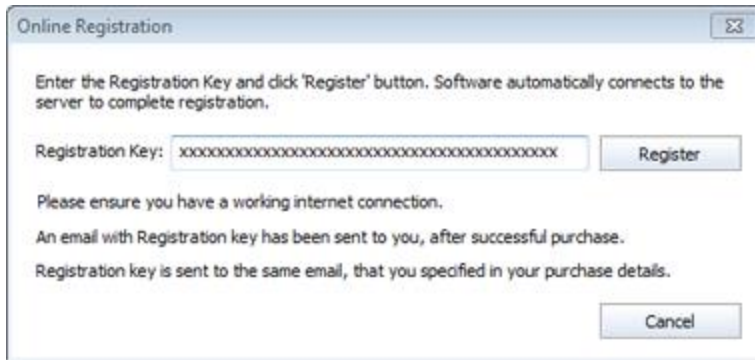 Online Registration
Enter the Registration Key and click 'Register' button. Software automatically connects to the
server to complete registration.
Registration Key: xxxxxxxxxxxxxxxxxxxxxxxxxxxxxxxxxxxxxxxxx Register
Please ensure you have a working internet connection.
An email with Registration key has been sent to you, after successful purchase.
Registration key is sent to the same email, that you specified in your purchase details.
Cancel